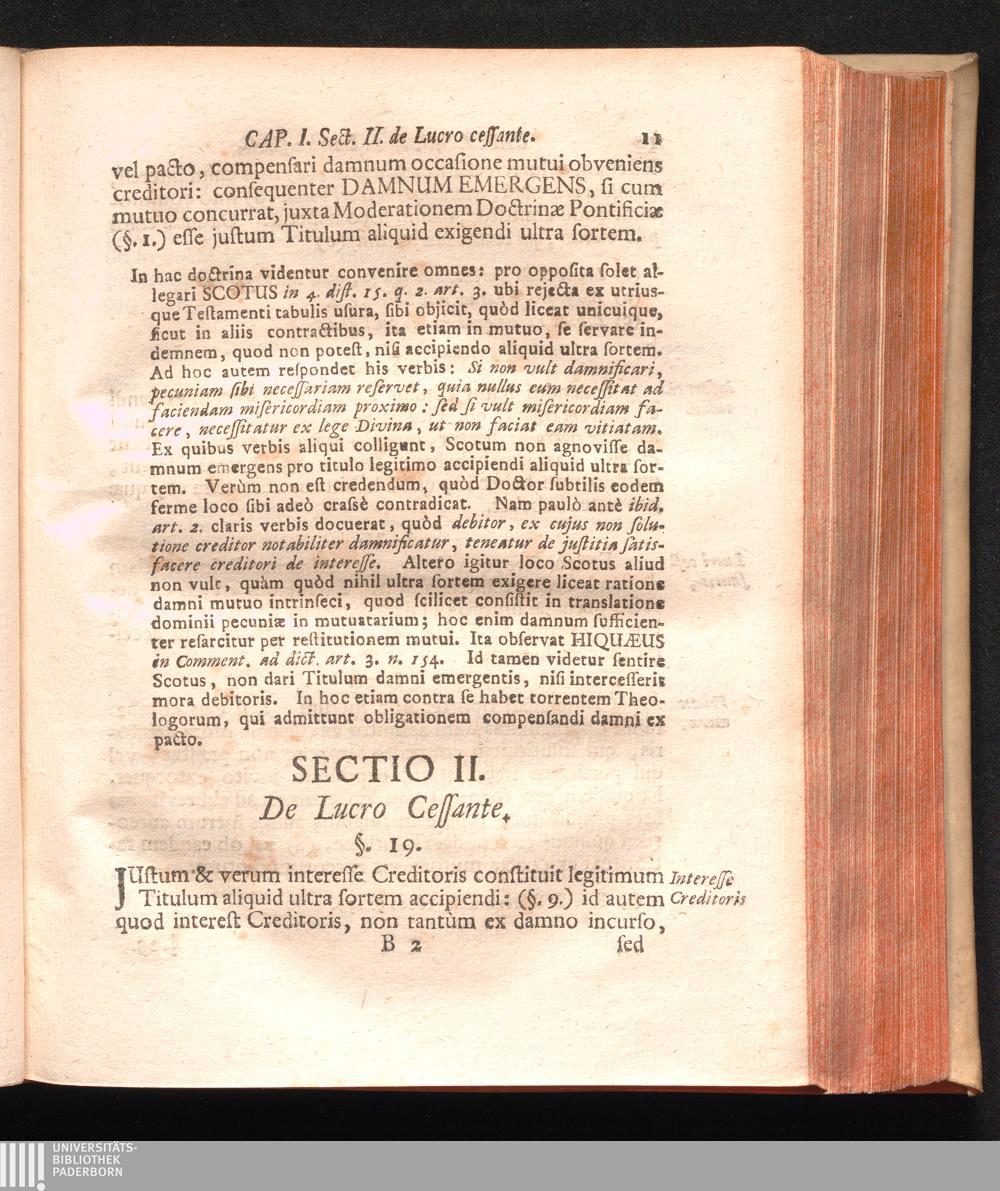 CAP. I. Sect. II. de Lucro ceſſante. 11
vel pacto, compenſari damnum occaſione mutui obveniens
creditori: conſequenter DAMNUM EMERGENS, ſi cum
mutuo concurrat, juxta Moderationem Doctrinæ Pontificiæ
(§. 1.) eſſe juſtum Titulum aliquid exigendi ultra ſortem.
In hac doctrina videntur convenire omnes: pro oppoſita ſolet al-
legari SCOTUS in 4. diſt. 15. q. 2. art. 3. ubi rejecta ex utrius-
que Teſtamenti tabulis uſura, ſibi objicit, quòd liceat unicuique,
ſicut in aliis contractibus, ita etiam in mutuo, ſe ſervare in-
demnem, quod non poteſt, niſi accipiendo aliquid ultra ſortem.
Ad hoc autem reſpondet his verbis: Si non vult damnificari,
pecuniam ſibi neceſſariam reſervet, quia nullus eum neceſſitat ad
faciendam miſericordiam proximo: ſed ſi vult miſericordiam fa-
cere, neceſſitatur ex lege Divina, ut non faciat eam vitiatam.
Ex quibus verbis aliqui colligunt, Scotum non agnoviſſe da-
mnum emergens pro titulo legitimo accipiendi aliquid ultra ſor-
tem. Verùm non eſt credendum, quòd Doctor ſubtilis eodem
ferme loco ſibi adeò craſsè contradicat. Nam paulò antè ibid.
art. 2. claris verbis docuerat, quòd debitor, ex cujus non ſolu-
tione creditor notabiliter damnificatur, teneatur de juſtitia ſatis-
facere creditori de intereſſe. Altero igitur loco Scotus aliud
non vult, quàm quòd nihil ultra ſortem exigere liceat ratione
damni mutuo intrinſeci, quod ſcilicet conſiſtit in translatione
dominii pecuniæ in mutuatarium; hoc enim damnum ſufficien-
ter reſarcitur per reſtitutionem mutui. Ita obſervat HIQUÆUS
in Comment. ad dict. art. 3. n. 154. Id tamen videtur ſentire
Scotus, non dari Titulum damni emergentis, niſi interceſſerit
mora debitoris. In hoc etiam contra ſe habet torrentem Theo-
logorum, qui admittunt obligationem compenſandi damni ex
pacto.
SECTIO II.
De Lucro Ceſſante.
§. 19.
JUſtum & verum intereſſe Creditoris conſtituit legitimum Intereſſe
Titulum aliquid ultra ſortem accipiendi: (§. 9.) id autem Creditoris
quod intereſt Creditoris, non tantùm ex damno incurſo,
B 2 ſed
UNIVERSITÄTS-
BIBLIOTHEK
PADERBORN